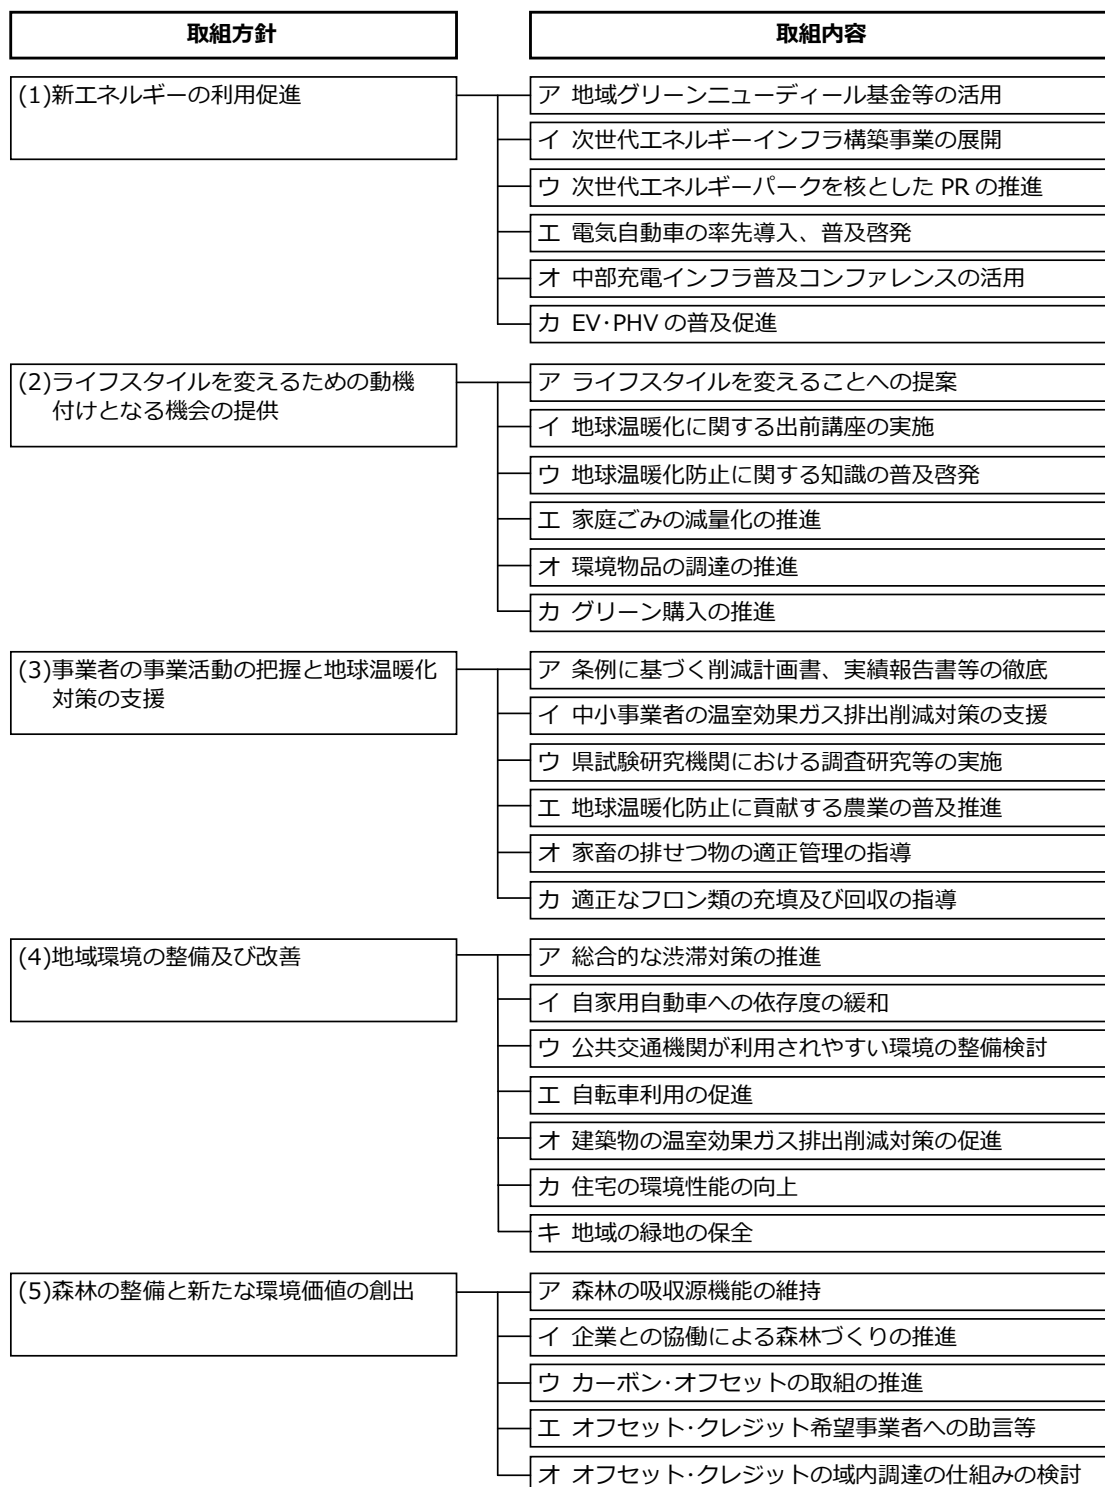 取組方針
取組内容
(1)新エネルギーの利用促進
ア 地域グリーンニューディール基金等の活用
イ 次世代エネルギーインフラ構築事業の展開
ウ 次世代エネルギーパークを核とした PR の推進
エ 電気自動車の率先導入、普及啓発
オ 中部充電インフラ普及コンファレンスの活用
カ EV･PHV の普及促進
(2)ライフスタイルを変えるための動機
付けとなる機会の提供
ア ライフスタイルを変えることへの提案
イ 地球温暖化に関する出前講座の実施
ウ 地球温暖化防止に関する知識の普及啓発
エ 家庭ごみの減量化の推進
オ 環境物品の調達の推進
カ グリーン購入の推進
(3)事業者の事業活動の把握と地球温暖化
対策の支援
ア 条例に基づく削減計画書、実績報告書等の徹底
イ 中小事業者の温室効果ガス排出削減対策の支援
ウ 県試験研究機関における調査研究等の実施
エ 地球温暖化防止に貢献する農業の普及推進
オ 家畜の排せつ物の適正管理の指導
カ 適正なフロン類の充填及び回収の指導
(4)地域環境の整備及び改善
ア 総合的な渋滞対策の推進
イ 自家用自動車への依存度の緩和
ウ 公共交通機関が利用されやすい環境の整備検討
エ 自転車利用の促進
オ 建築物の温室効果ガス排出削減対策の促進
カ 住宅の環境性能の向上
キ 地域の緑地の保全
(5)森林の整備と新たな環境価値の創出
ア 森林の吸収源機能の維持
イ 企業との協働による森林づくりの推進
ウ カーボン･オフセットの取組の推進
エ オフセット･クレジット希望事業者への助言等
オ オフセット･クレジットの域内調達の仕組みの検討